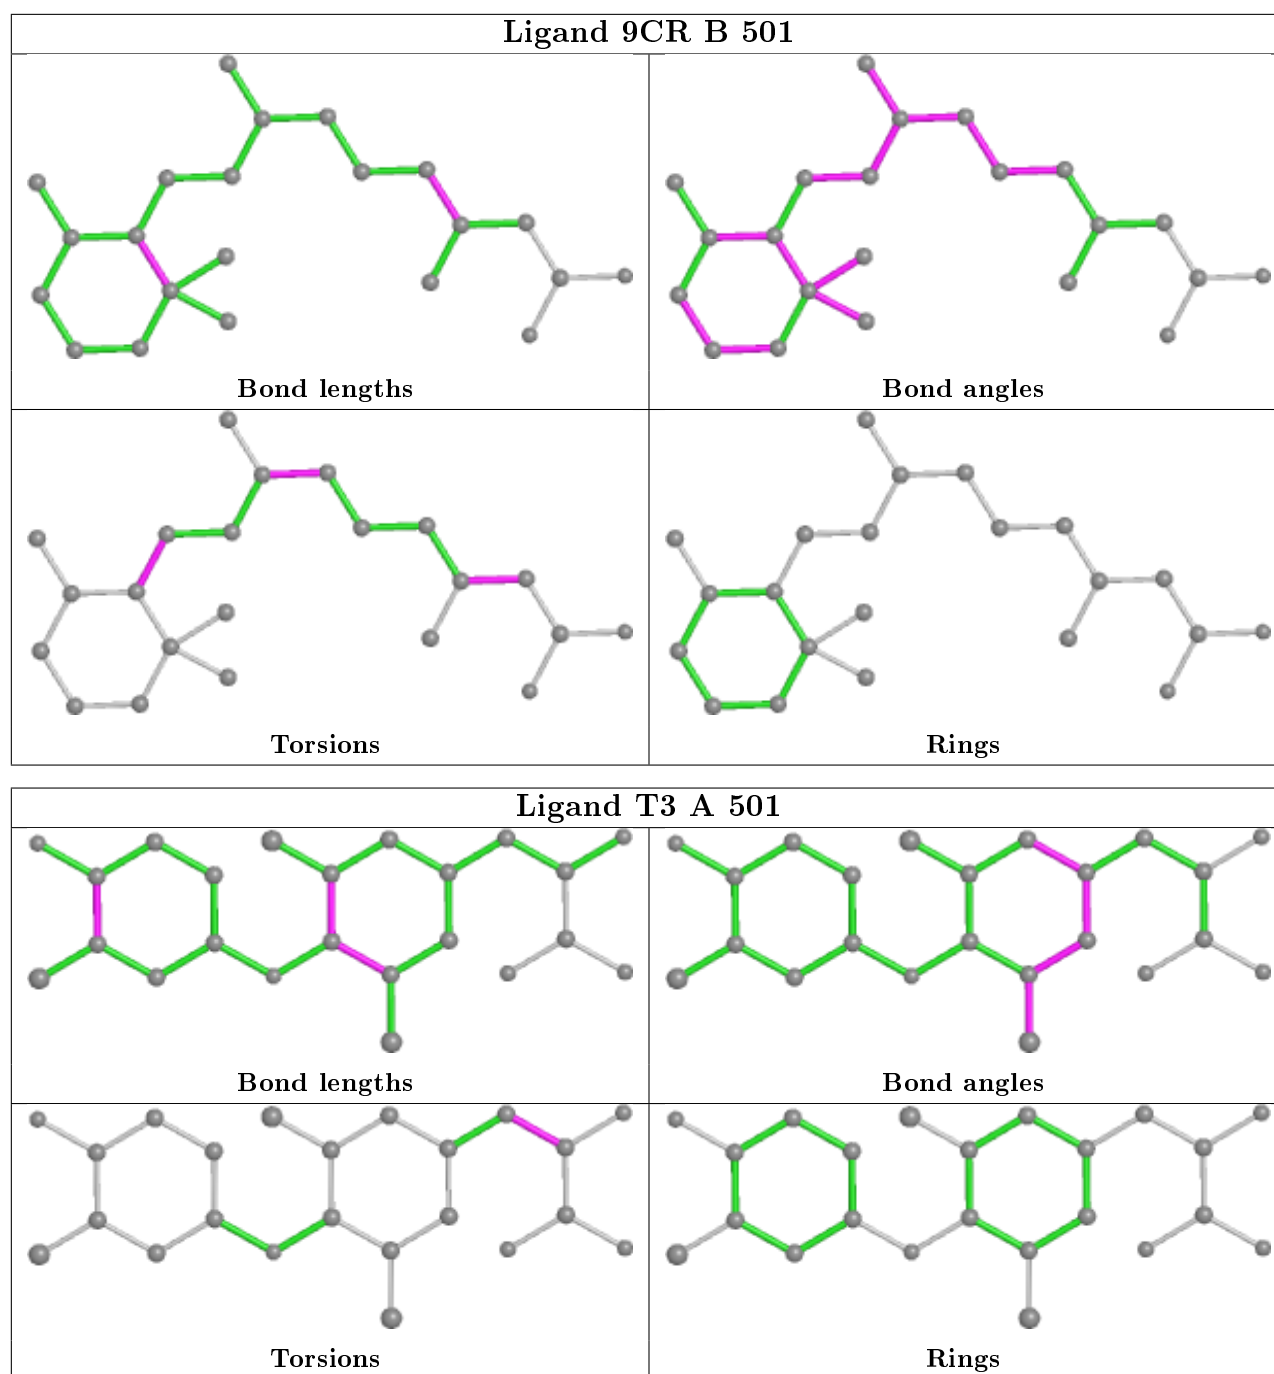 Ligand 9CR B 501
Bond lengths
Bond angles
Torsions
Rings
Ligand T3 A 501
Bond lengths
Bond angles
Torsions
Rings